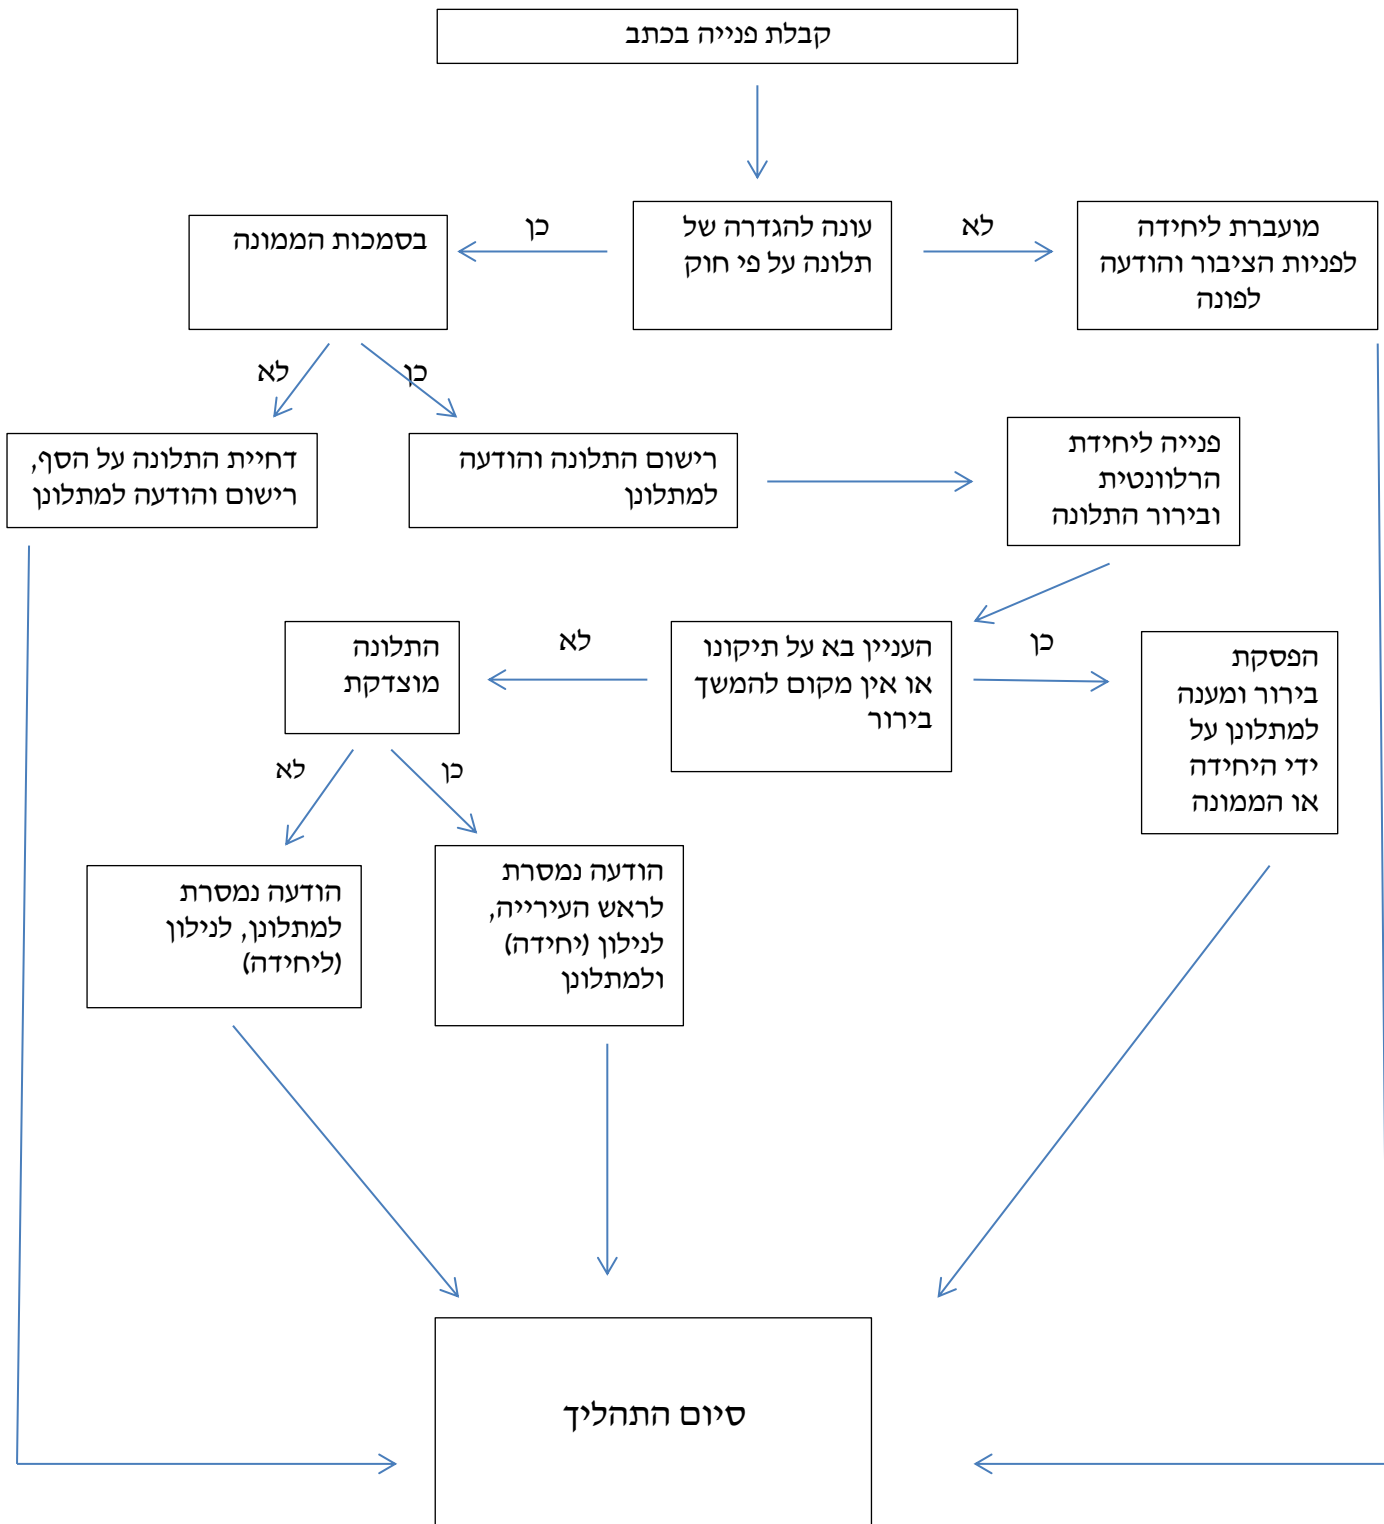 קבלת פנייה בכתב
מועברת ליחידה
לפניות הציבור והודעה
לפונה
לא
עונה להגדרה של
תלונה על פי חוק
כן
בסמכות הממונה
כן
לא
פנייה ליחידת
הרלוונטית
ובירור התלונה
רישום התלונה והודעה
למתלונן
דחיית התלונה על הסף,
רישום והודעה למתלונן
הפסקת
בירור ומענה
למתלונן על
ידי היחידה
או הממונה
כן
העניין בא על תיקונו
או אין מקום להמשך
בירור
לא
התלונה
מוצדקת
כן
לא
הודעה נמסרת
לראש העירייה,
לנילון (יחידה)
ולמתלונן
הודעה נמסרת
למתלונן, לנילון
(ליחידה)
סיום התהליך